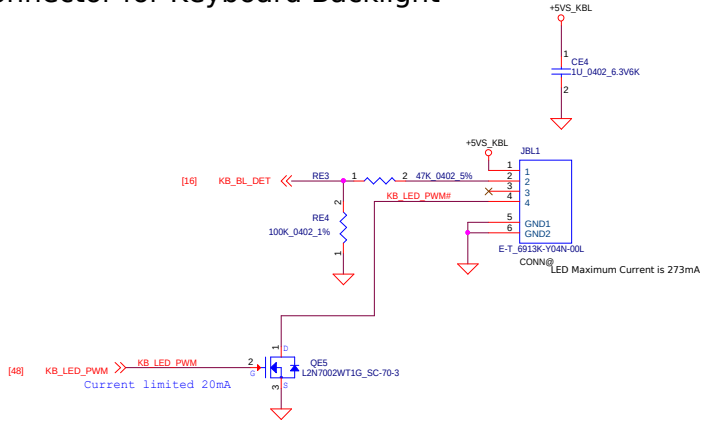 onnector for Keyboard Backlight
+5VS_KBL
1
CE4
1U_0402_6.3V6K
2
+5VS_KBL
JBL1
[16] KB_BL_DET RE3 1 2 47K_0402_5%
1 1
2 2
3 3
KB_LED_PWM# 4 4
2
RE4
100K_0402_1%
1
5 GND1
6 GND2
E-T_6913K-Y04N-00L
CONN@
LED Maximum Current is 273mA
1 D
[48] KB_LED_PWM KB_LED_PWM 2 G
QE5
L2N7002WT1G_SC-70-3
Current limited 20mA
3 S